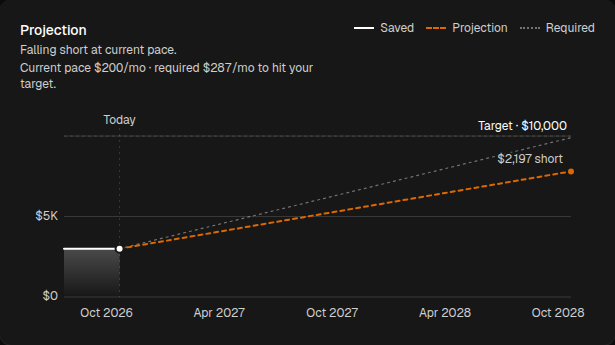 Projection
Falling short at current pace.
Current pace $200/mo · required $287/mo to hit your
target.
Saved
Projection
Required
Today
Target · $10,000
$2,197 short
$5K
$0
Oct 2026
Apr 2027
Oct 2027
Apr 2028
Oct 2028